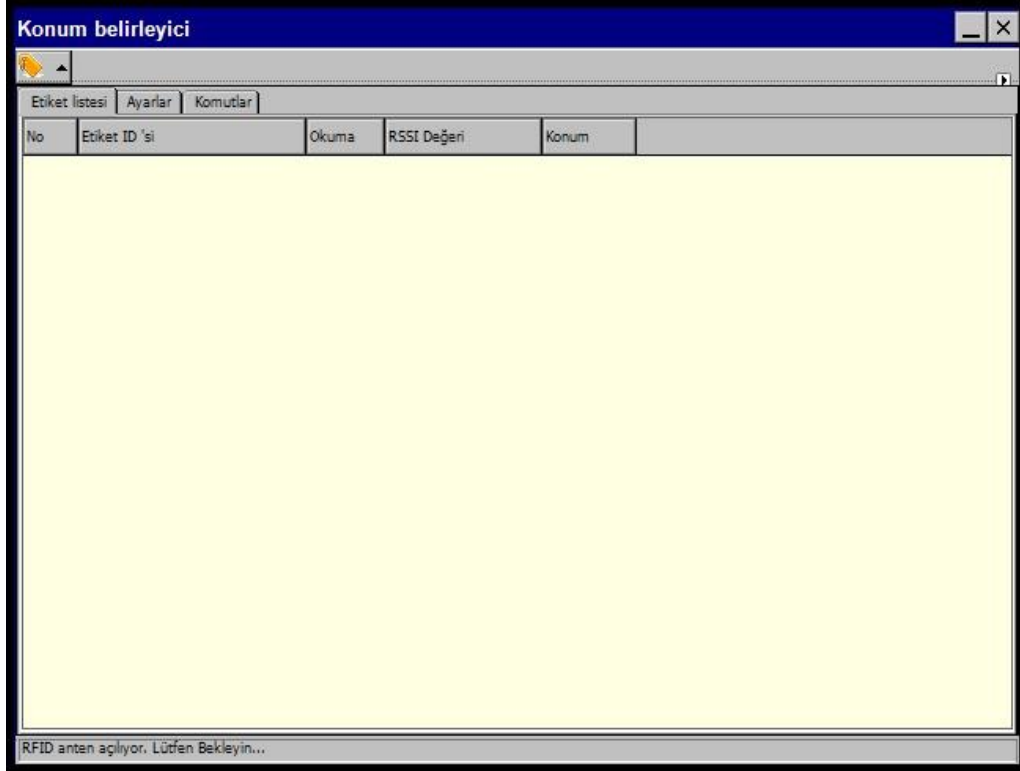 Konum belirleyici
Etiket listesi Ayarlar Komutlar
No Etiket ID 'si Okuma RSSI Değeri Konum
RFID anten açılıyor. Lütfen Bekleyin...